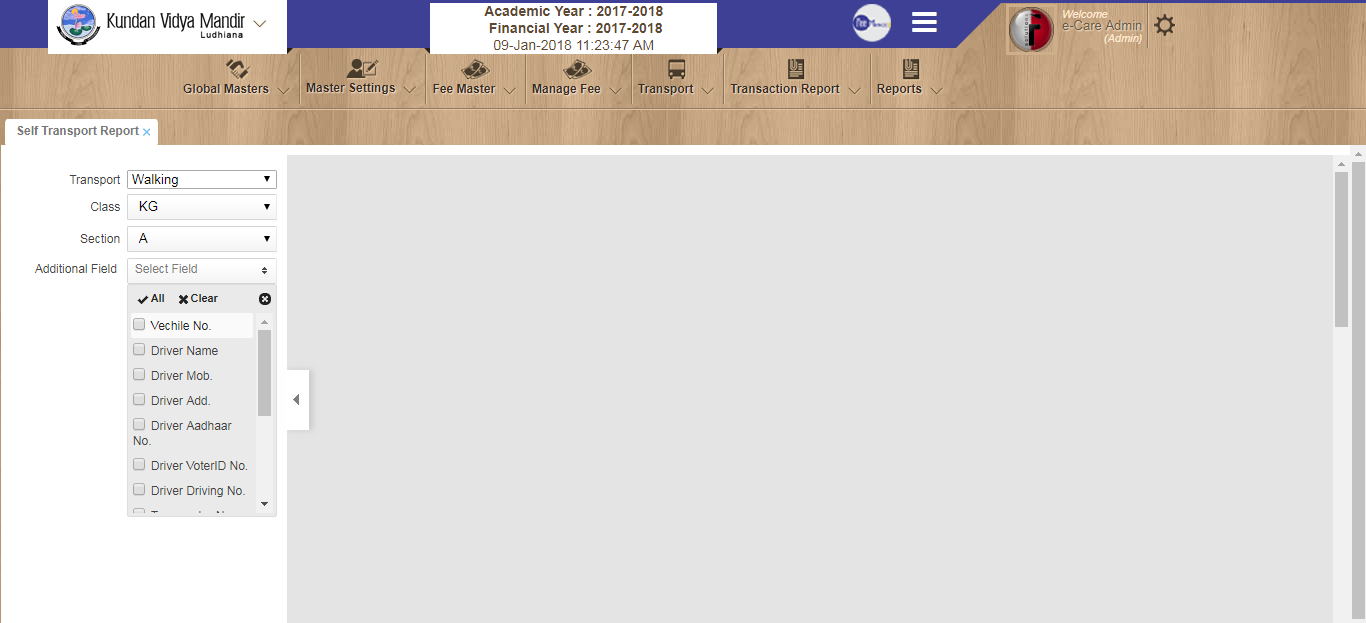 Kundan Vidya Mandir
Ludhiana
Academic Year : 2017-2018
Financial Year : 2017-2018
09-Jan-2018 11:23:47 AM
Welcome
e-Care Admin
(Admin)
Global Masters
Master Settings
Fee Master
Manage Fee
Transport
Transaction Report
Reports
Self Transport Report
Transport Walking
Class KG
Section A
Additional Field Select Field
All Clear
Vechile No.
Driver Name
Driver Mob.
Driver Add.
Driver Aadhaar
No.
Driver VoterID No.
Driver Driving No.